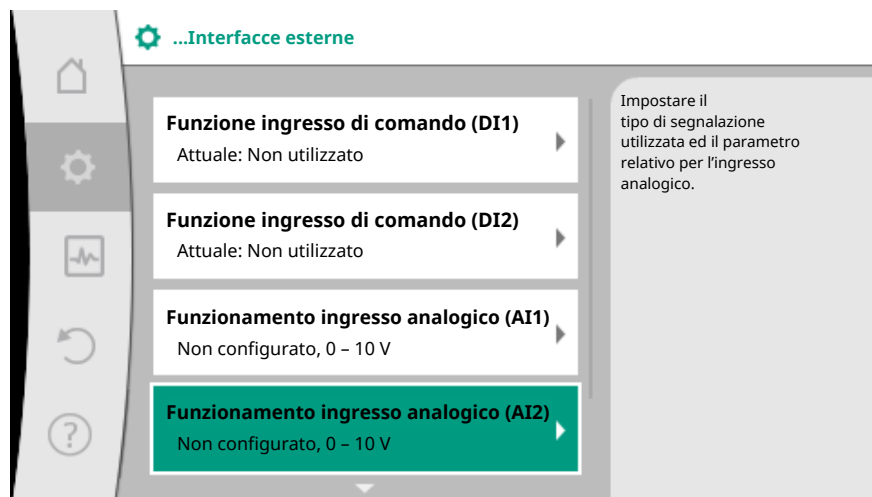 ...Interfacce esterne
Funzione ingresso di comando (DI1)
Attuale: Non utilizzato
Funzione ingresso di comando (DI2)
Attuale: Non utilizzato
Funzionamento ingresso analogico (AI1)
Non configurato, 0 – 10 V
Funzionamento ingresso analogico (AI2)
Non configurato, 0 – 10 V
Impostare il
tipo di segnalazione
utilizzata ed il parametro
relativo per l’ingresso
analogico.
?